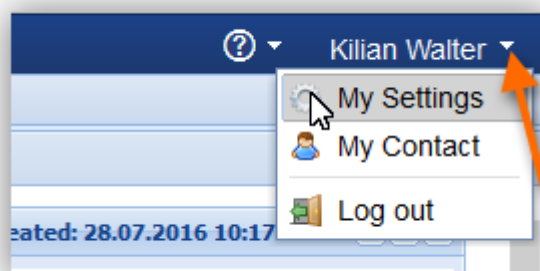 Kilian Walter
My Settings
My Contact
Log out
eated: 28.07.2016 10:17